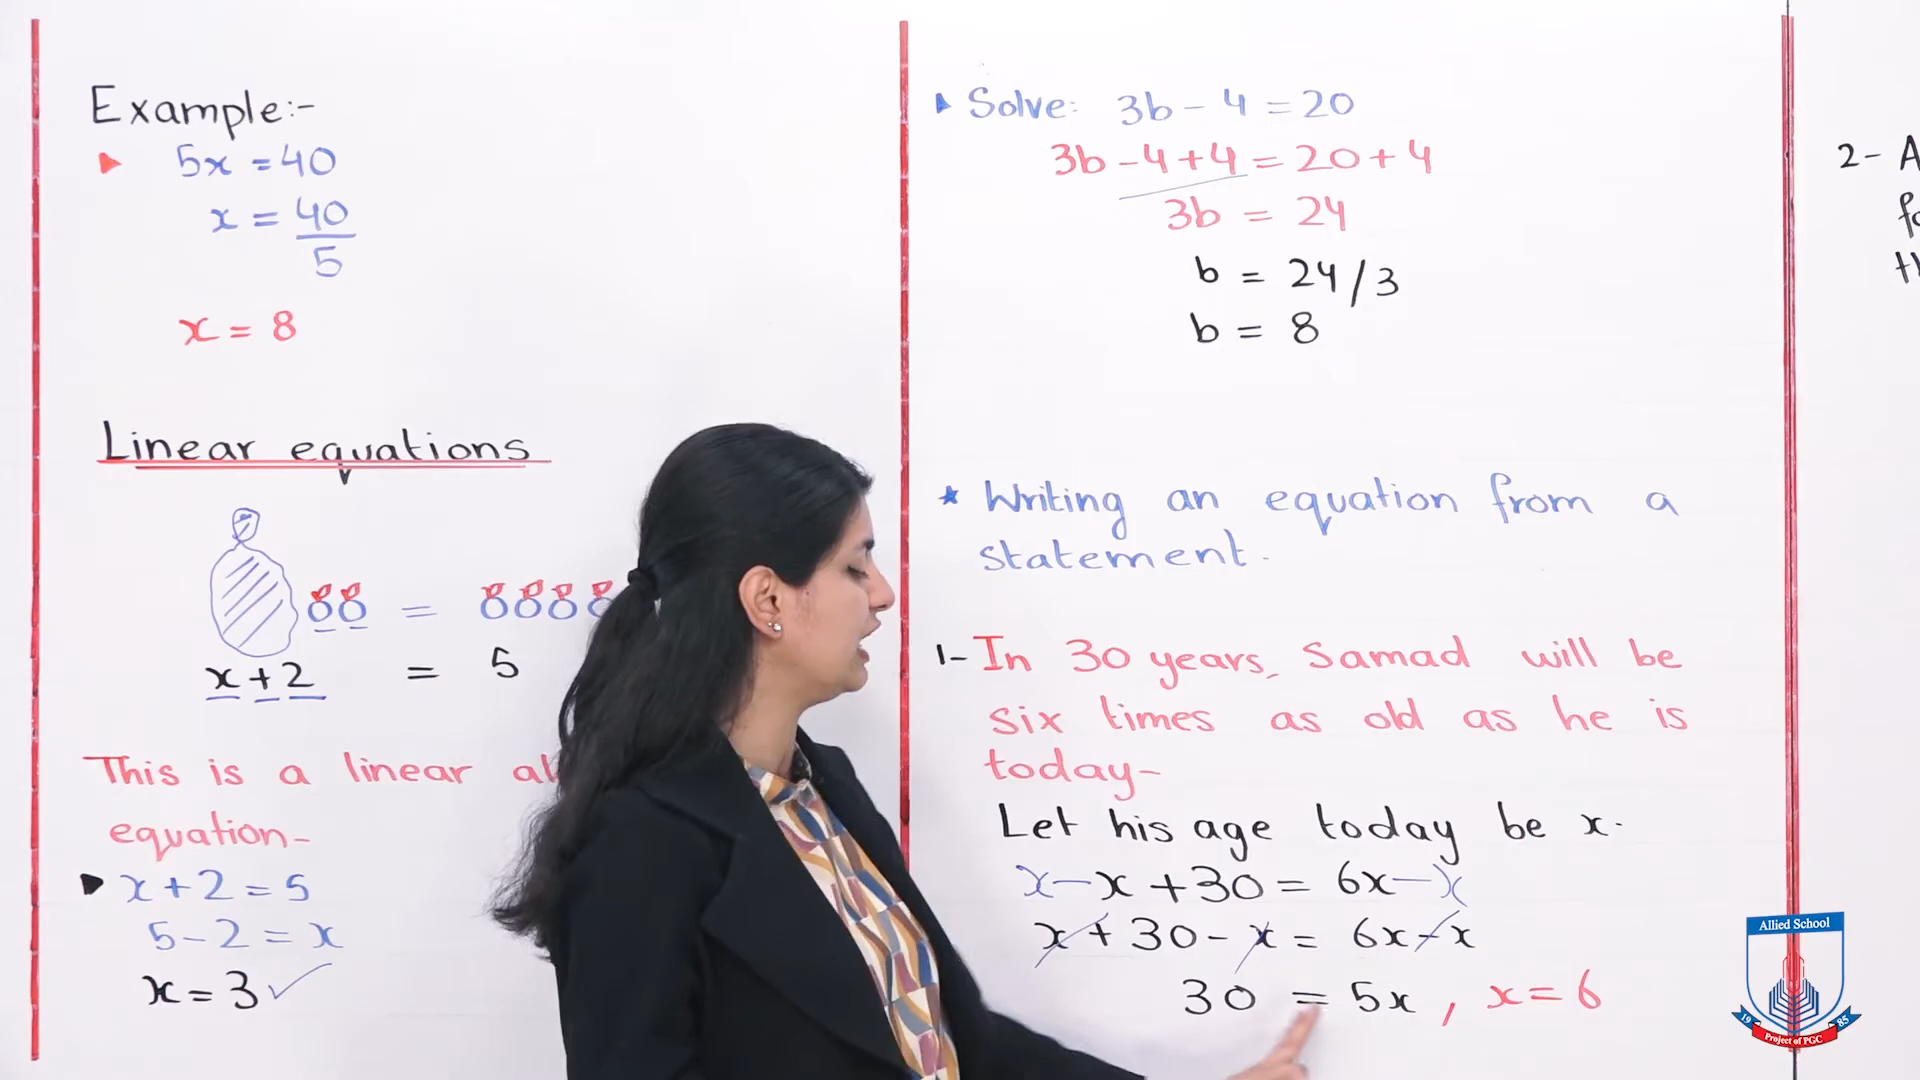 Example:-
5x = 40
x = 40
5
x = 8
Linear equations
=
x + 2 = 5
This is a linear
equation-
x + 2 = 5
5 - 2 = x
x = 3 ✓
Solve: 3b - 4 = 20
3b - 4 + 4 = 20 + 4
3b = 24
b = 24/3
b = 8
* Writing an equation from a
statement.
1- In 30 years, Samad will be
six times as old as he is
today-
Let his age today be x.
x - x + 30 = 6x - x
x + 30 - x = 6x - x
30 = 5x, x = 6
2-
Allied School
19 85
Project of PGC